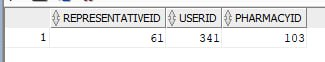 REPRESENTATIVEID USERID PHARMACYID
1 61 341 103